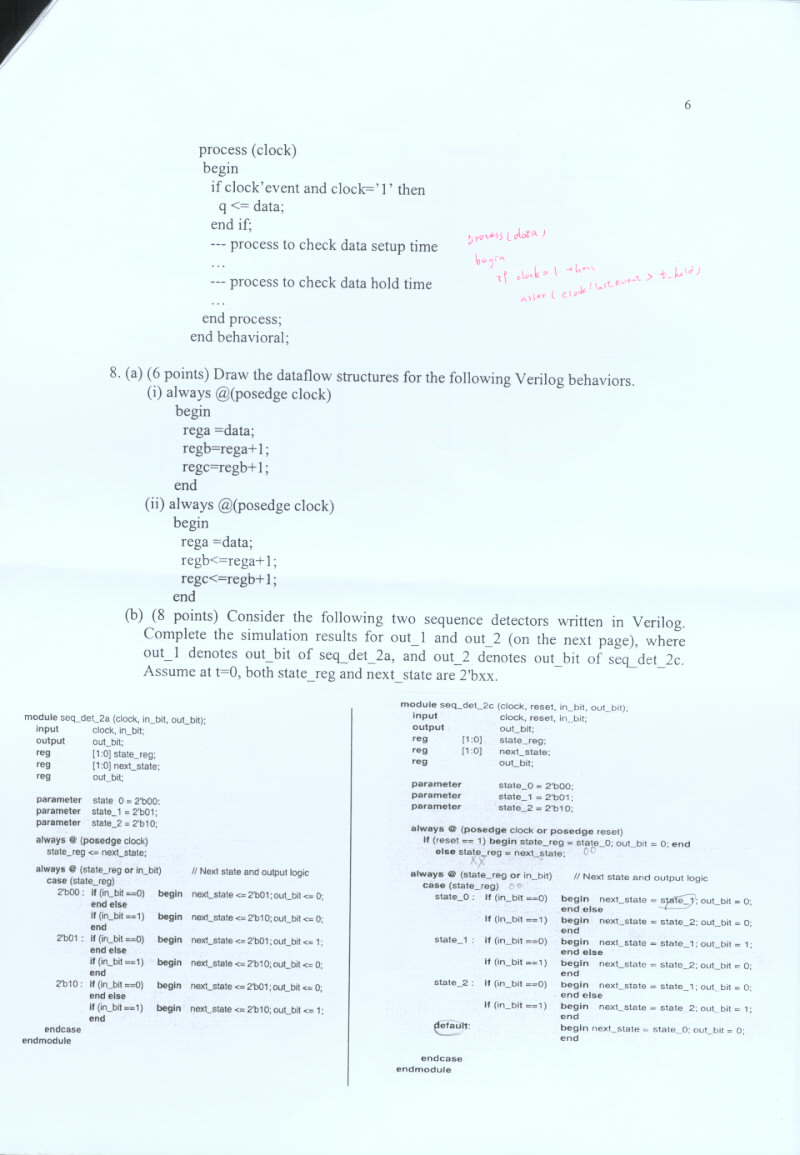 6
process (clock)
begin
if clock'event and clock='1' then
q <= data;
end if;
--- process to check data setup time
...
--- process to check data hold time
...
end process;
end behavioral;
process (data)
begin
if clock = 1 then
assert (clock'last_event > t_hold)
8. (a) (6 points) Draw the dataflow structures for the following Verilog behaviors.
(i) always @(posedge clock)
begin
rega =data;
regb=rega+1;
regc=regb+1;
end
(ii) always @(posedge clock)
begin
rega =data;
regb<=rega+1;
regc<=regb+1;
end
(b) (8 points) Consider the following two sequence detectors written in Verilog.
Complete the simulation results for out_1 and out_2 (on the next page), where
out_1 denotes out_bit of seq_det_2a, and out_2 denotes out_bit of seq_det_2c.
Assume at t=0, both state_reg and next_state are 2'bxx.
module seq_det_2a (clock, in_bit, out_bit);
input clock, in_bit;
output out_bit;
reg [1:0] state_reg;
reg [1:0] next_state;
reg out_bit;
parameter state_0 = 2'b00;
parameter state_1 = 2'b01;
parameter state_2 = 2'b10;
always @ (posedge clock)
state_reg <= next_state;
always @ (state_reg or in_bit) // Next state and output logic
case (state_reg)
2'b00 : if (in_bit ==0) begin next_state <= 2'b01; out_bit <= 0;
end else
if (in_bit ==1) begin next_state <= 2'b10; out_bit <= 0;
end
2'b01 : if (in_bit ==0) begin next_state <= 2'b01; out_bit <= 1;
end else
if (in_bit ==1) begin next_state <= 2'b10; out_bit <= 0;
end
2'b10 : if (in_bit ==0) begin next_state <= 2'b01; out_bit <= 0;
end else
if (in_bit ==1) begin next_state <= 2'b10; out_bit <= 1;
end
endcase
endmodule
module seq_det_2c (clock, reset, in_bit, out_bit);
input clock, reset, in_bit;
output out_bit;
reg [1:0] state_reg;
reg [1:0] next_state;
reg out_bit;
parameter state_0 = 2'b00;
parameter state_1 = 2'b01;
parameter state_2 = 2'b10;
always @ (posedge clock or posedge reset)
if (reset == 1) begin state_reg = state_0; out_bit = 0; end
else state_reg = next_state; 00
XX
always @ (state_reg or in_bit) // Next state and output logic
case (state_reg) 00
state_0 : if (in_bit ==0) begin next_state = state_1; out_bit = 0;
end else
if (in_bit ==1) begin next_state = state_2; out_bit = 0;
end
state_1 : if (in_bit ==0) begin next_state = state_1; out_bit = 1;
end else
if (in_bit ==1) begin next_state = state_2; out_bit = 0;
end
state_2 : if (in_bit ==0) begin next_state = state_1; out_bit = 0;
end else
if (in_bit ==1) begin next_state = state_2; out_bit = 1;
end
default: begin next_state = state_0; out_bit = 0;
end
endcase
endmodule